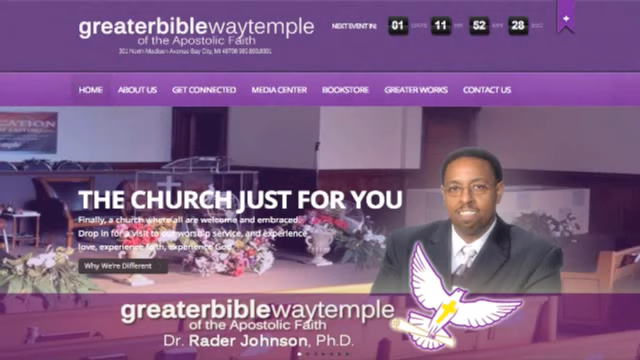 greaterbiblewaytemple
of the Apostolic Faith
NEXT EVENT IN: 01 11 52 28
HOME ABOUT US GET CONNECTED MEDIA CENTER BOOKSTORE GREATER WORKS CONTACT US
THE CHURCH JUST FOR YOU
Finally, a church where all are welcome and embraced.
Drop in for a visit to our worship service, and experience
love, experience faith, experience God.
Why We're Different
greaterbiblewaytemple
of the Apostolic Faith
Dr. Rader Johnson, Ph.D.